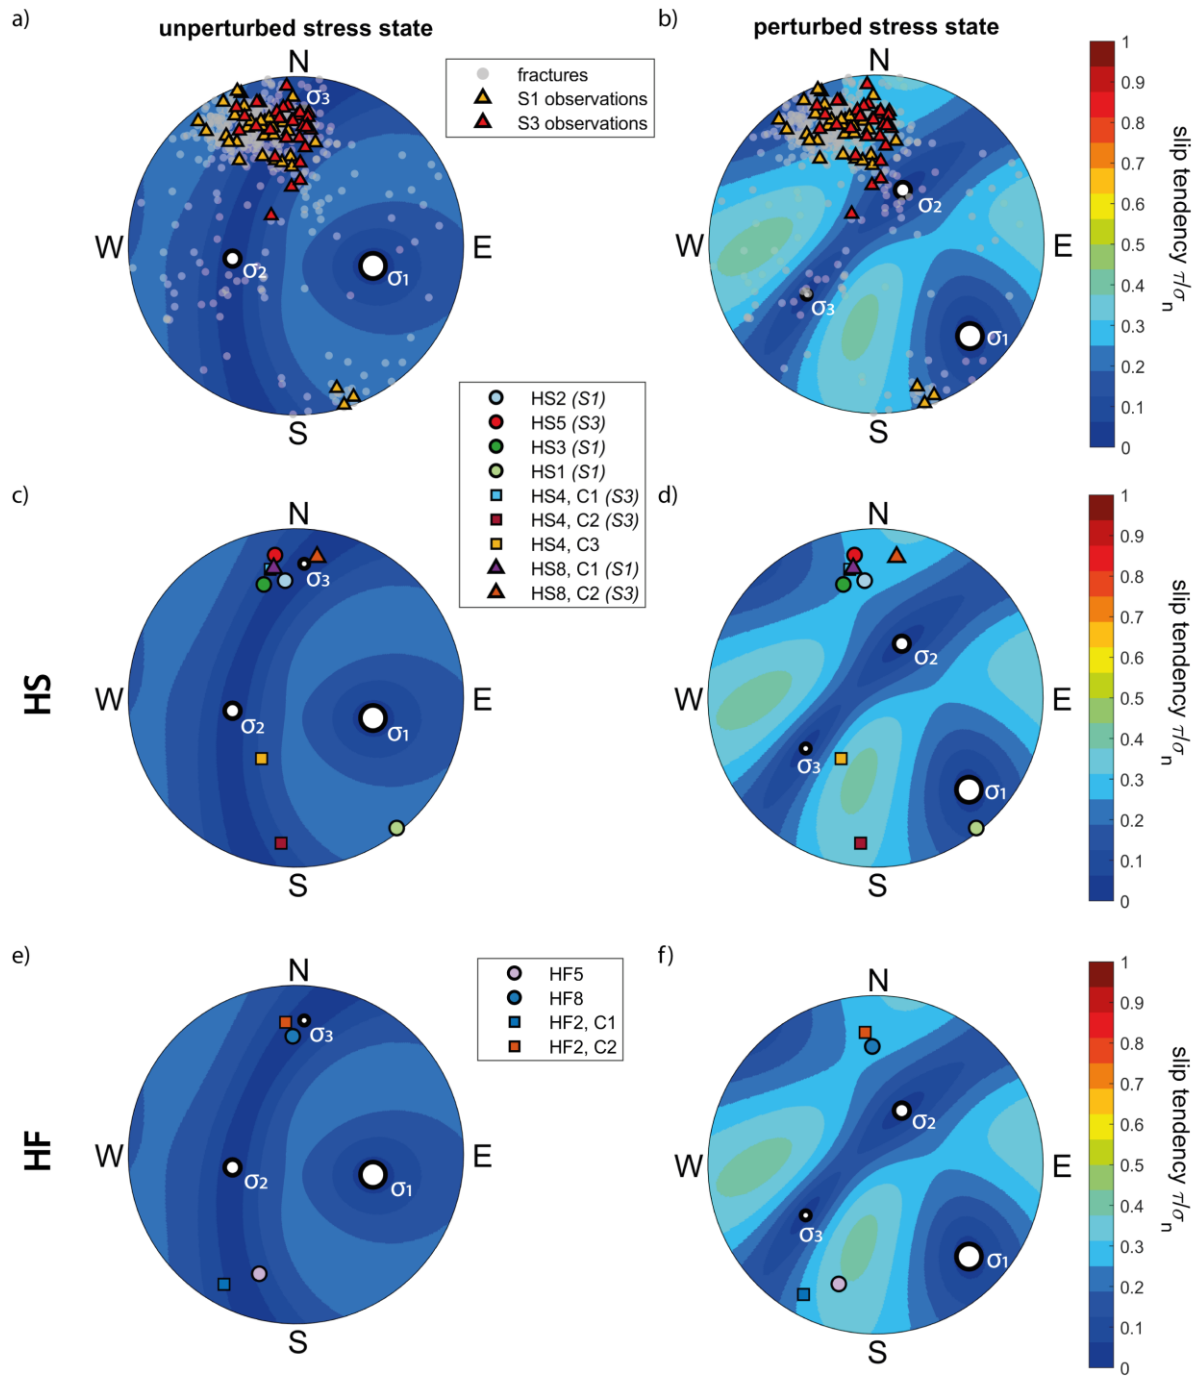 a)
unperturbed stress state
N
σ3
W
σ2
σ1
E
S
fractures
S1 observations
S3 observations
b)
perturbed stress state
N
σ2
W
σ3
σ1
E
S
1
0.9
0.8
0.7
0.6
0.5
0.4
0.3
0.2
0.1
0
slip tendency τ/σn
HS2 (S1)
HS5 (S3)
HS3 (S1)
HS1 (S1)
HS4, C1 (S3)
HS4, C2 (S3)
HS4, C3
HS8, C1 (S1)
HS8, C2 (S3)
HS
c)
N
σ3
W
σ2
σ1
E
S
d)
N
σ2
W
σ3
σ1
E
S
1
0.9
0.8
0.7
0.6
0.5
0.4
0.3
0.2
0.1
0
slip tendency τ/σn
HF
e)
N
σ3
W
σ2
σ1
E
S
HF5
HF8
HF2, C1
HF2, C2
f)
N
σ2
W
σ3
σ1
E
S
1
0.9
0.8
0.7
0.6
0.5
0.4
0.3
0.2
0.1
0
slip tendency τ/σn